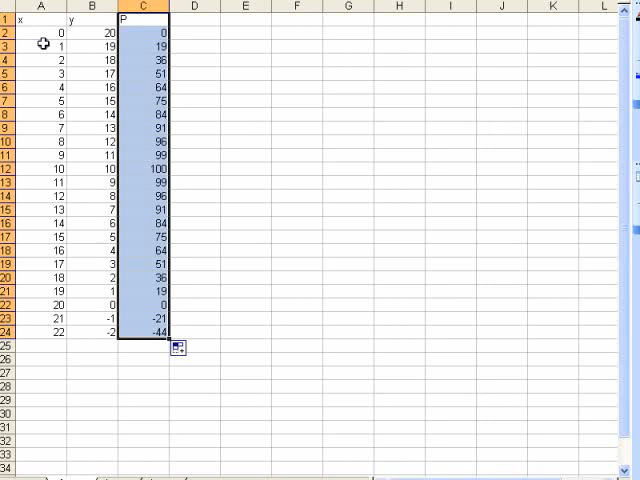 A B C D E F G H I J K L
1 x y P
2 0 20 0
3 1 19 19
4 2 18 36
5 3 17 51
6 4 16 64
7 5 15 75
8 6 14 84
9 7 13 91
10 8 12 96
11 9 11 99
12 10 10 100
13 11 9 99
14 12 8 96
15 13 7 91
16 14 6 84
17 15 5 75
18 16 4 64
19 17 3 51
20 18 2 36
21 19 1 19
22 20 0 0
23 21 -1 -21
24 22 -2 -44
25
26
27
28
29
30
31
32
33
34